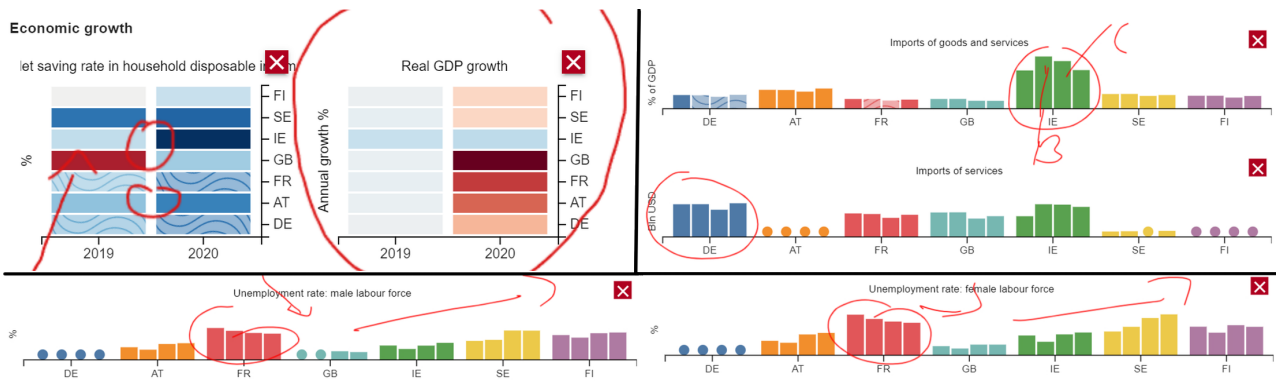 Economic growth
let saving rate in household disposable in m
%
FI
SE
IE
GB
FR
AT
DE
2019
2020
Real GDP growth
Annual growth %
FI
SE
IE
GB
FR
AT
DE
2019
2020
Imports of goods and services
% of GDP
DE AT FR GB IE SE FI
B
Imports of services
Bln USD
DE AT FR GB IE SE FI
Unemployment rate: male labour force
%
DE AT FR GB IE SE FI
Unemployment rate: female labour force
%
DE AT FR GB IE SE FI